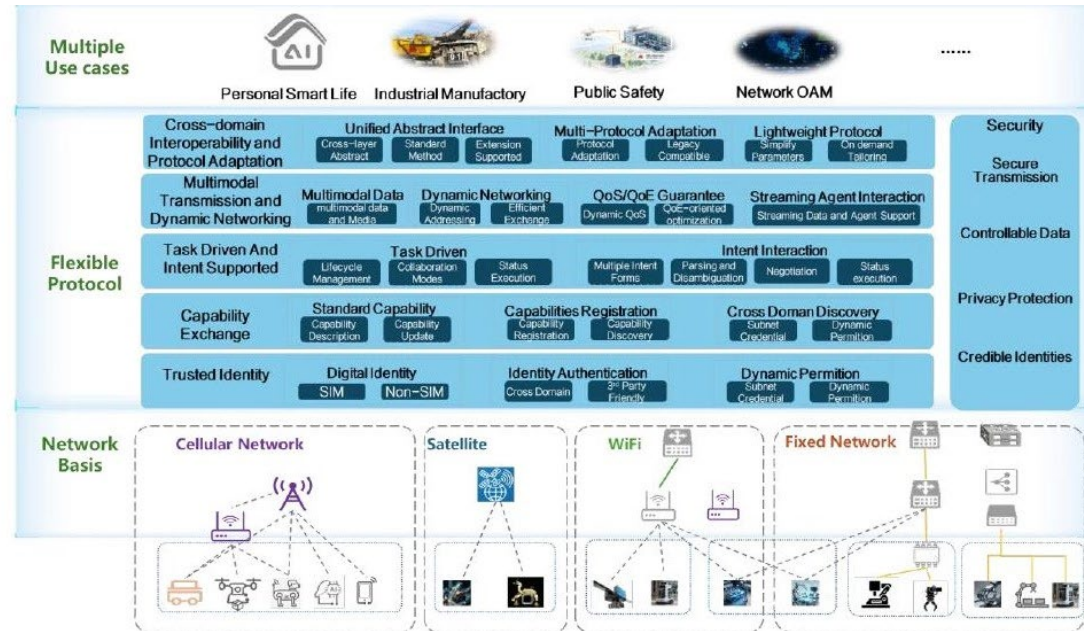 Multiple
Use cases
AI
Personal Smart Life
Industrial Manufactory
Public Safety
Network OAM
......
Flexible
Protocol
Cross-domain
Interoperability and
Protocol Adaptation
Unified Abstract Interface
Cross-layer
Abstract
Standard
Method
Extension
Supported
Multi-Protocol Adaptation
Protocol
Adaptation
Legacy
Compatible
Lightweight Protocol
Simplify
Parameters
On demand
Tailoring
Multimodal
Transmission and
Dynamic Networking
Multimodal Data
multimodal data
and Media
Dynamic Networking
Dynamic
Addressing
Efficient
Exchange
QoS/QoE Guarantee
Dynamic QoS
QoE-oriented
optimization
Streaming Agent Interaction
Streaming Data and Agent Support
Task Driven And
Intent Supported
Task Driven
Lifecycle
Management
Collaboration
Modes
Status
Execution
Intent Interaction
Multiple Intent
Forms
Parsing and
Disambiguation
Negotiation
Status
execution
Capability
Exchange
Standard Capability
Capability
Description
Capability
Update
Capabilities Registration
Capability
Registration
Capability
Discovery
Cross Doman Discovery
Subnet
Credential
Dynamic
Permition
Trusted Identity
Digital Identity
SIM
Non-SIM
Identity Authentication
Cross Domain
3rd Party
Friendly
Dynamic Permition
Subnet
Credential
Dynamic
Permition
Security
Secure
Transmission
Controllable Data
Privacy Protection
Credible Identities
Network
Basis
Cellular Network
Satellite
WiFi
Fixed Network
AI